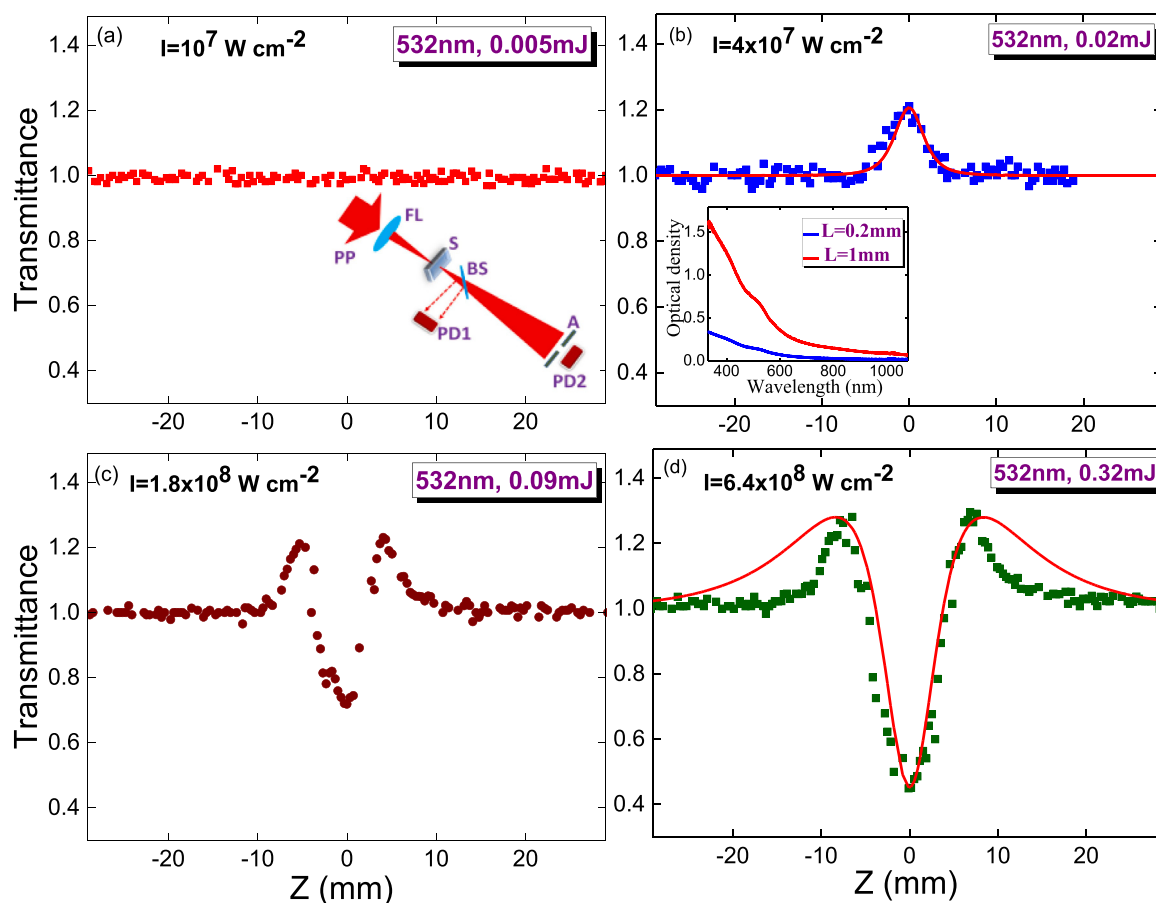 (a)
I=10⁷ W cm⁻²
532nm, 0.005mJ
Transmittance
1.4
1.2
1.0
0.8
0.6
0.4
-20
-10
0
10
20
FL
PP
S
BS
PD1
A
PD2
(b)
I=4x10⁷ W cm⁻²
532nm, 0.02mJ
1.4
1.2
1.0
0.8
0.6
0.4
-20
-10
0
10
20
L=0.2mm
L=1mm
Optical density
1.5
1.0
0.5
0.0
400
600
800
1000
Wavelength (nm)
(c)
I=1.8x10⁸ W cm⁻²
532nm, 0.09mJ
Transmittance
1.4
1.2
1.0
0.8
0.6
0.4
-20
-10
0
10
20
Z (mm)
(d)
I=6.4x10⁸ W cm⁻²
532nm, 0.32mJ
1.4
1.2
1.0
0.8
0.6
0.4
-20
-10
0
10
20
Z (mm)